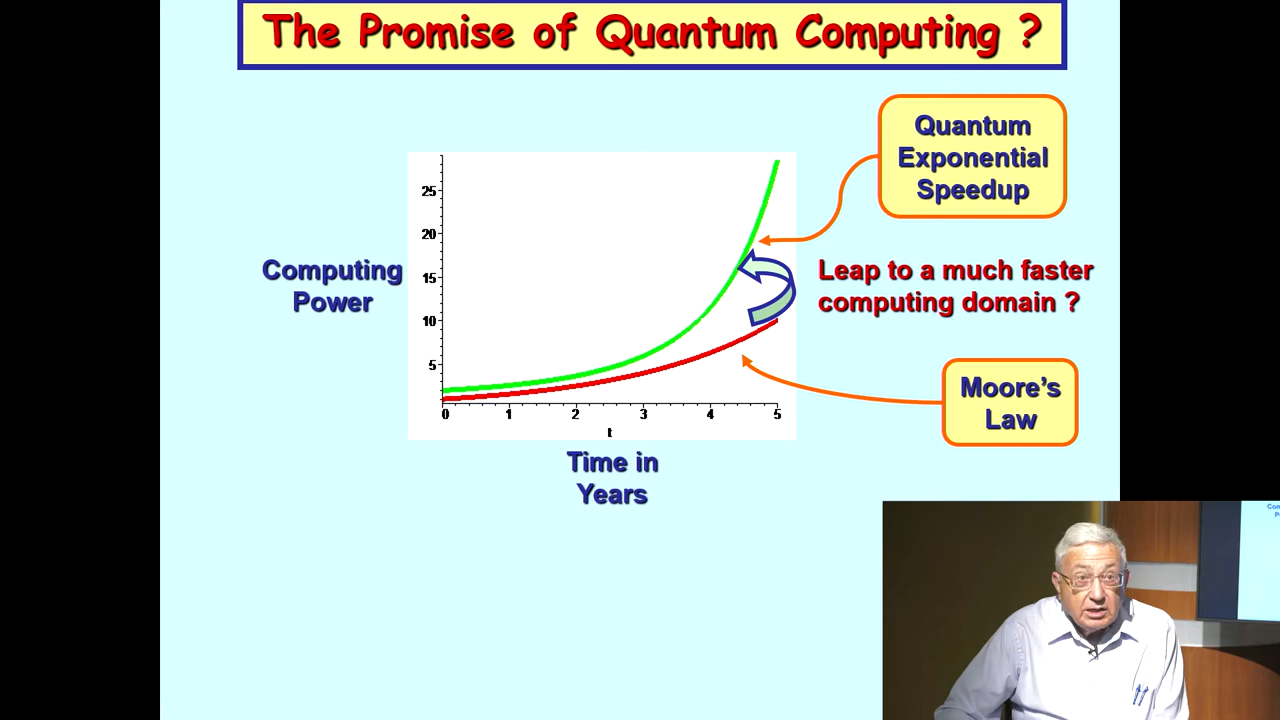 The Promise of Quantum Computing ?
Quantum
Exponential
Speedup
25
20
15
10
5
0 1 2 3 4 5
t
Computing
Power
Leap to a much faster
computing domain ?
Moore's
Law
Time in
Years